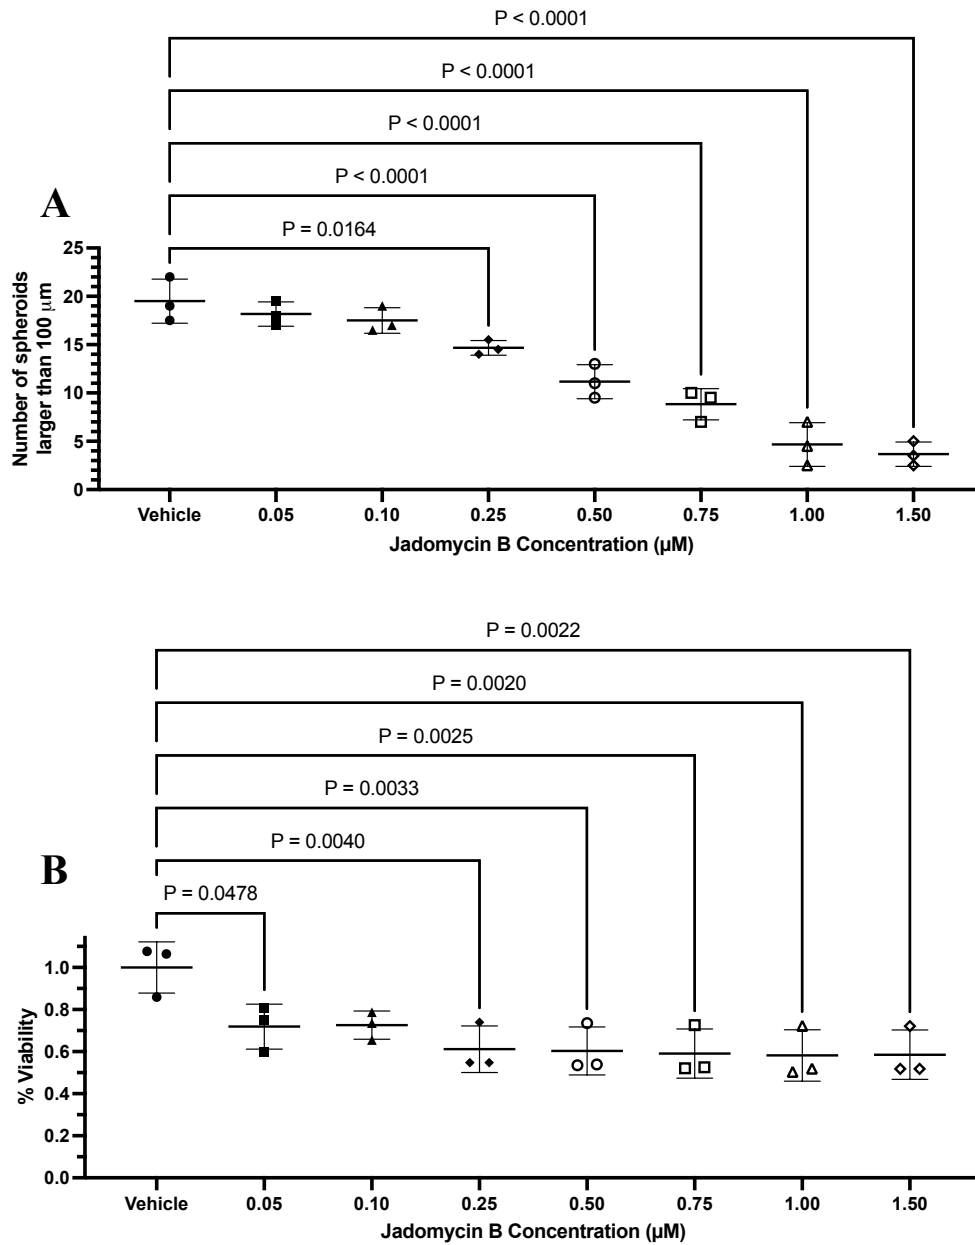 P < 0.0001
P < 0.0001
P < 0.0001
P < 0.0001
A
P = 0.0164
Number of spheroids
larger than 100 μm
25
20
15
10
5
0
Vehicle 0.05 0.10 0.25 0.50 0.75 1.00 1.50
Jadomycin B Concentration (µM)
P = 0.0022
P = 0.0020
P = 0.0025
P = 0.0033
P = 0.0040
B
P = 0.0478
% Viability
1.0
0.8
0.6
0.4
0.2
0.0
Vehicle 0.05 0.10 0.25 0.50 0.75 1.00 1.50
Jadomycin B Concentration (µM)